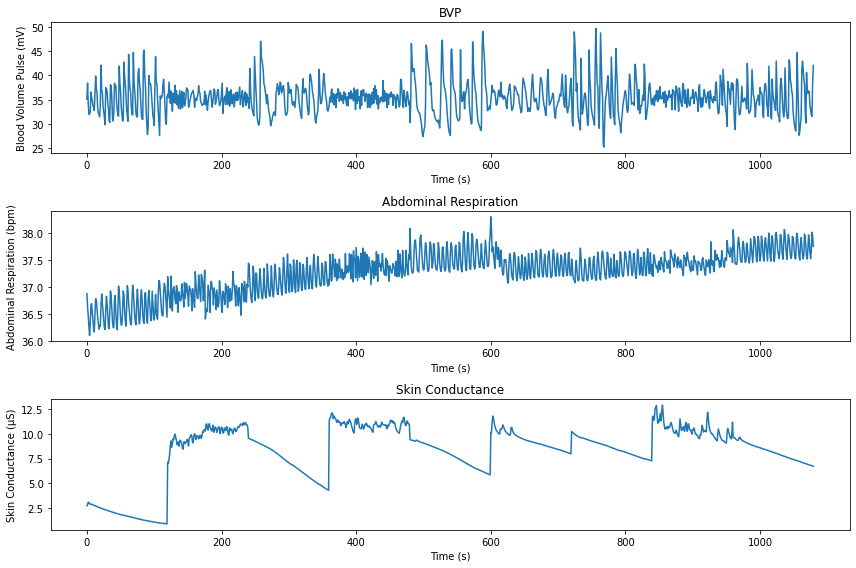 BVP
Blood Volume Pulse (mV)
50
45
40
35
30
25
0 200 400 600 800 1000
Time (s)
Abdominal Respiration
Abdominal Respiration (bpm)
38.0
37.5
37.0
36.5
36.0
0 200 400 600 800 1000
Time (s)
Skin Conductance
Skin Conductance (μS)
12.5
10.0
7.5
5.0
2.5
0 200 400 600 800 1000
Time (s)